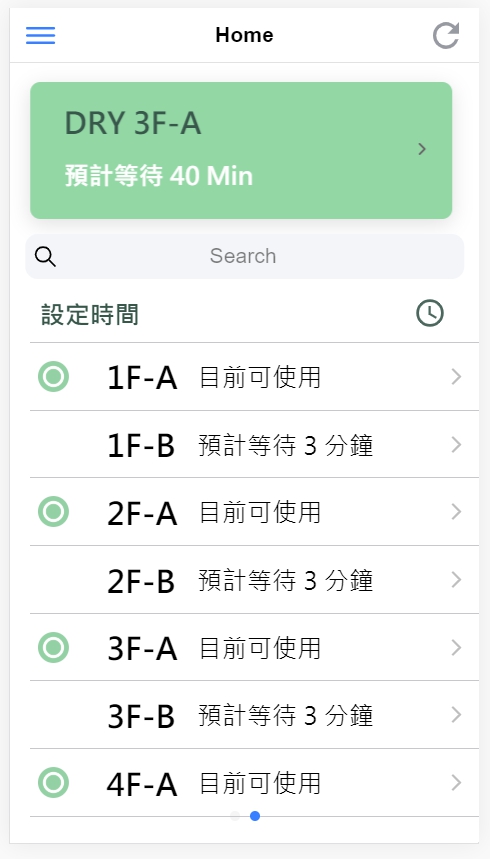 Home
DRY 3F-A
預計等待 40 Min
Search
設定時間
1F-A 目前可使用
1F-B 預計等待 3 分鐘
2F-A 目前可使用
2F-B 預計等待 3 分鐘
3F-A 目前可使用
3F-B 預計等待 3 分鐘
4F-A 目前可使用